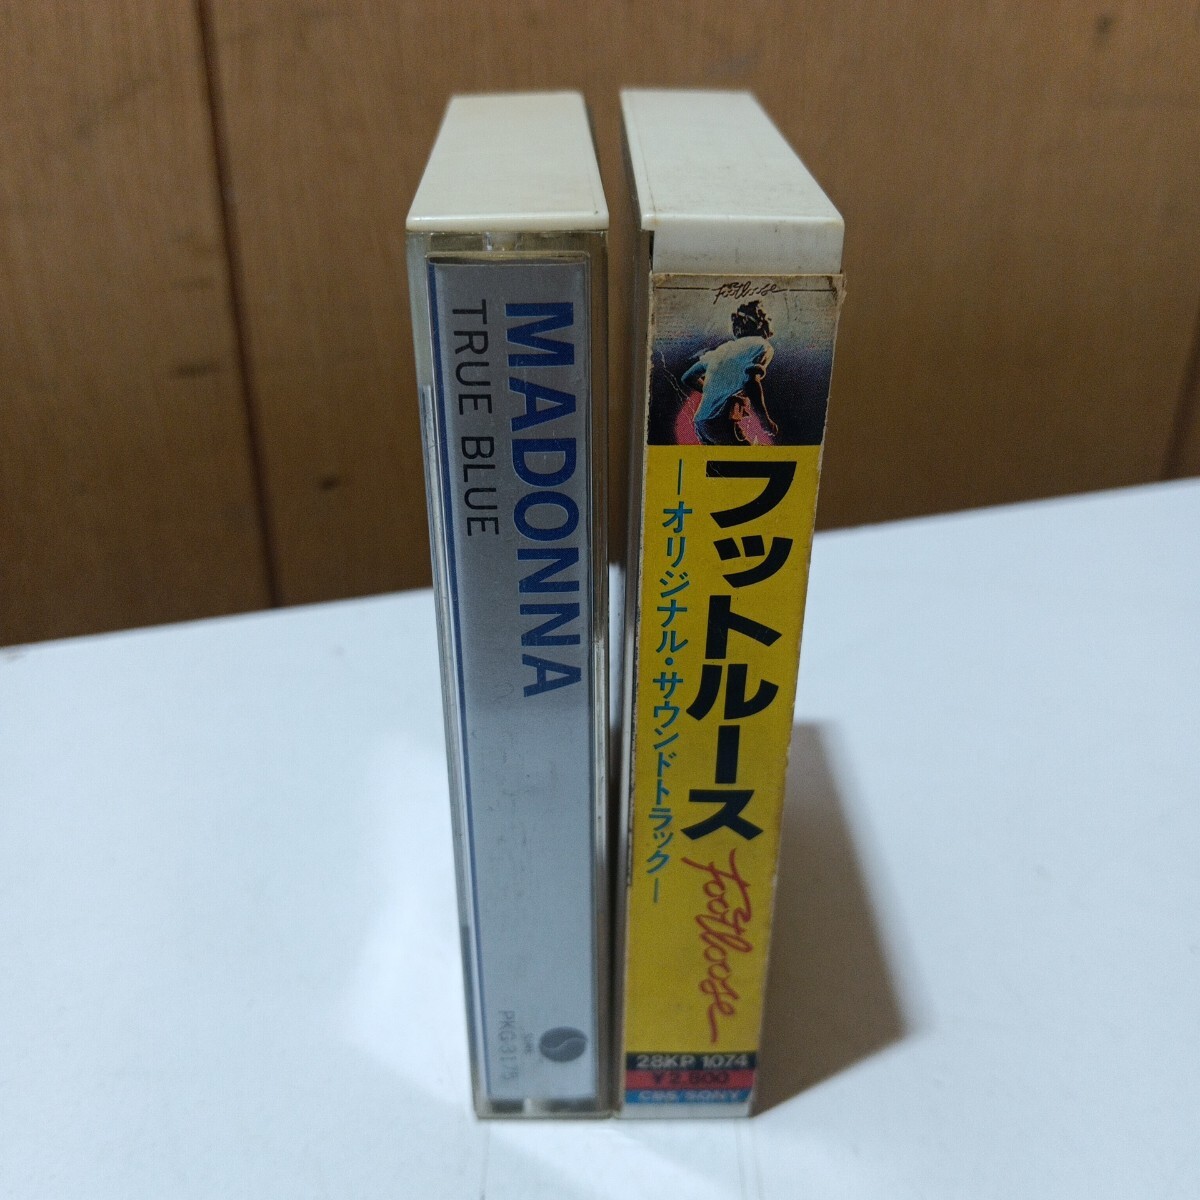 MADONNA
TRUE BLUE
SIRE
PKG-3175
Footloose
フットルース
―オリジナル・サウンドトラック―
Footloose
28KP 1074
¥2,800
CBS/SONY